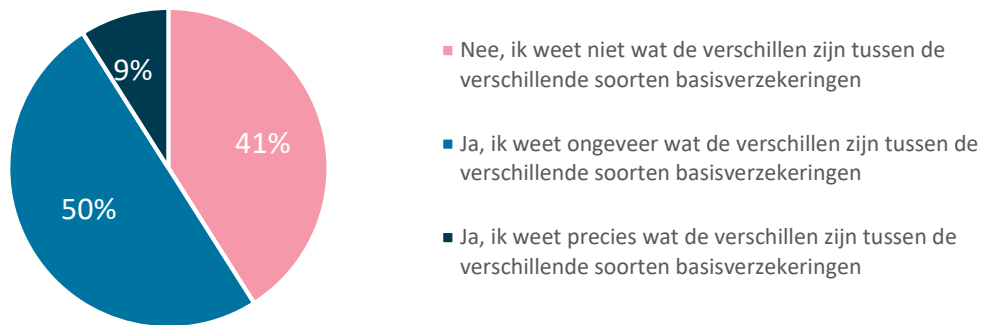 9%
41%
50%
Nee, ik weet niet wat de verschillen zijn tussen de
verschillende soorten basisverzekeringen
Ja, ik weet ongeveer wat de verschillen zijn tussen de
verschillende soorten basisverzekeringen
Ja, ik weet precies wat de verschillen zijn tussen de
verschillende soorten basisverzekeringen